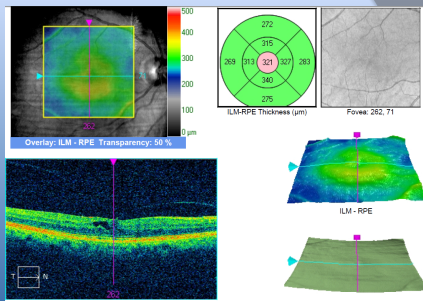 500
400
300
200
100
0 µm
262
Overlay: ILM - RPE Transparency: 50 %
272
315
269 313 321 327 283
340
275
ILM-RPE Thickness (µm)
Fovea: 262, 71
ILM - RPE
T N
262